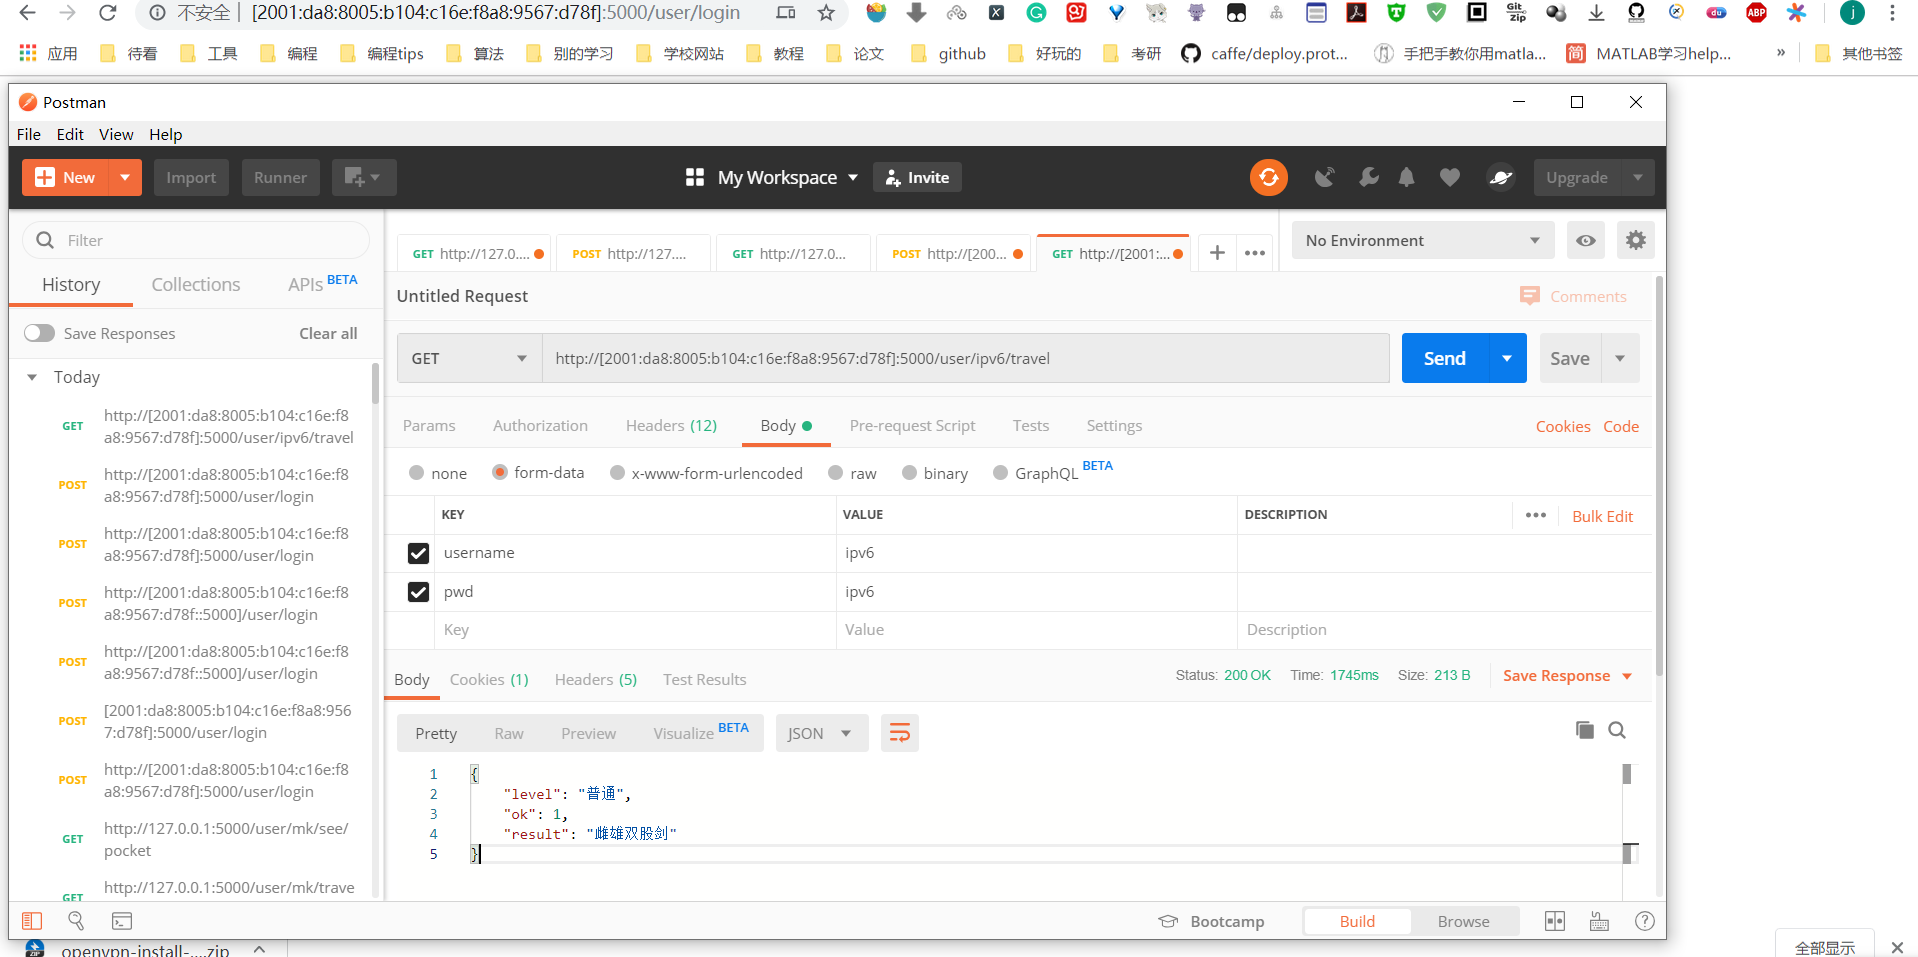 不安全 [2001:da8:8005:b104:c16e:f8a8:9567:d78f]:5000/user/login
应用 待看 工具 编程 编程tips 算法 别的学习 学校网站 教程 论文 github 好玩的 考研 caffe/deploy.prot... 手把手教你用matla... MATLAB学习help... » 其他书签
Postman
File Edit View Help
New Import Runner My Workspace Invite Upgrade
Filter
GET http://127.0.... POST http://127.... GET http://127.0... POST http://[200... GET http://[2001:... + •••
No Environment
History Collections APIs BETA
Untitled Request Comments
Save Responses Clear all
GET http://[2001:da8:8005:b104:c16e:f8a8:9567:d78f]:5000/user/ipv6/travel Send Save
Today
GET http://[2001:da8:8005:b104:c16e:f8
a8:9567:d78f]:5000/user/ipv6/travel
POST http://[2001:da8:8005:b104:c16e:f8
a8:9567:d78f]:5000/user/login
POST http://[2001:da8:8005:b104:c16e:f8
a8:9567:d78f]:5000/user/login
POST http://[2001:da8:8005:b104:c16e:f8
a8:9567:d78f::5000]/user/login
POST http://[2001:da8:8005:b104:c16e:f8
a8:9567:d78f::5000]/user/login
POST [2001:da8:8005:b104:c16e:f8a8:956
7:d78f]:5000/user/login
POST http://[2001:da8:8005:b104:c16e:f8
a8:9567:d78f]:5000/user/login
GET http://127.0.0.1:5000/user/mk/see/
pocket
GET http://127.0.0.1:5000/user/mk/trave
Params Authorization Headers (12) Body Pre-request Script Tests Settings Cookies Code
none form-data x-www-form-urlencoded raw binary GraphQL BETA
KEY VALUE DESCRIPTION ••• Bulk Edit
username ipv6
pwd ipv6
Key Value Description
Body Cookies (1) Headers (5) Test Results Status: 200 OK Time: 1745ms Size: 213 B Save Response
Pretty Raw Preview Visualize BETA JSON
1 {
2 "level": "普通",
3 "ok": 1,
4 "result": "雌雄双股剑"
5 }
Bootcamp Build Browse
openvpn-install-....zip 全部显示